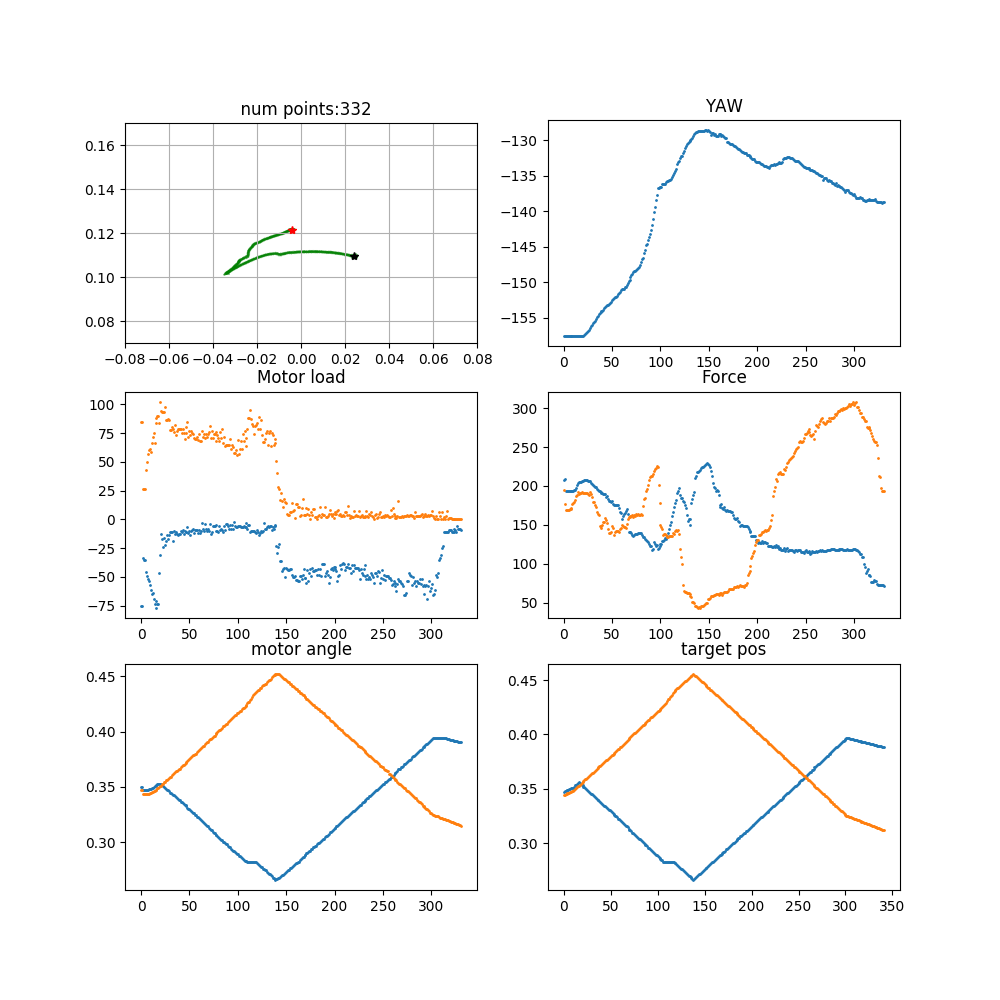 num points:332
YAW
0.16
0.14
0.12
0.10
0.08
−0.08 −0.06 −0.04 −0.02 0.00 0.02 0.04 0.06 0.08
−130
−135
−140
−145
−150
−155
0 50 100 150 200 250 300
Motor load
Force
100
75
50
25
0
−25
−50
−75
0 50 100 150 200 250 300
300
250
200
150
100
50
0 50 100 150 200 250 300
motor angle
target pos
0.45
0.40
0.35
0.30
0 50 100 150 200 250 300
0.45
0.40
0.35
0.30
0 50 100 150 200 250 300 350